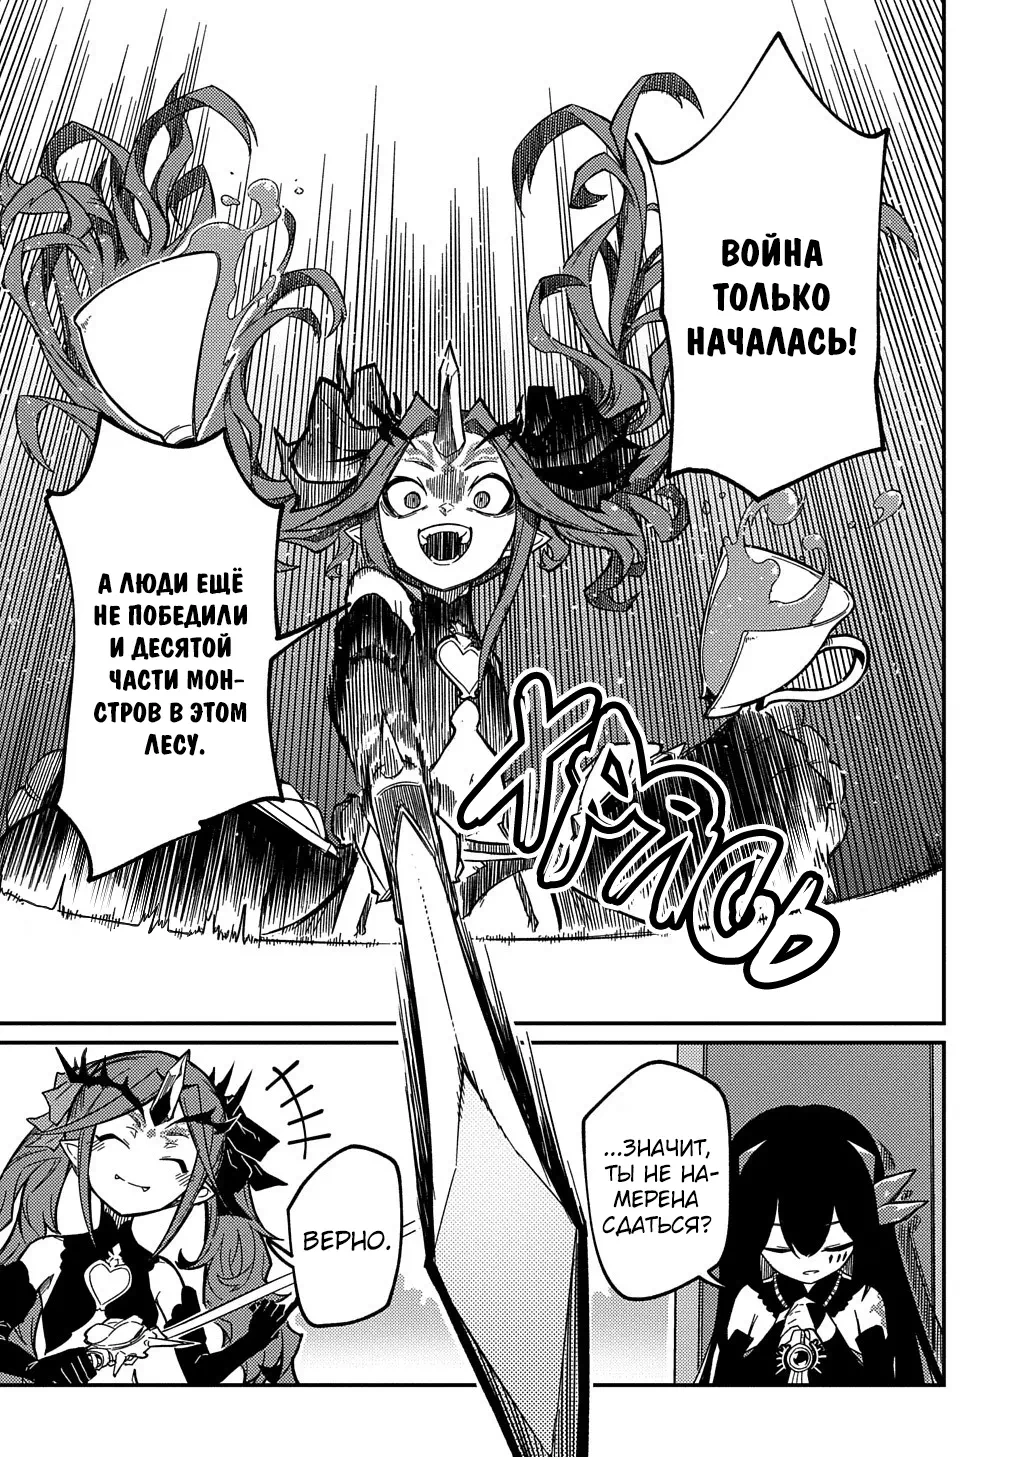 ВОЙНА
ТОЛЬКО
НАЧАЛАСЬ!
А ЛЮДИ ЕЩЁ
НЕ ПОБЕДИЛИ
И ДЕСЯТОЙ
ЧАСТИ МОН-
СТРОВ В ЭТОМ
ЛЕСУ.
ХРЯСЬ
...ЗНАЧИТ,
ТЫ НЕ НА-
МЕРЕНА
СДАТЬСЯ?
ВЕРНО.